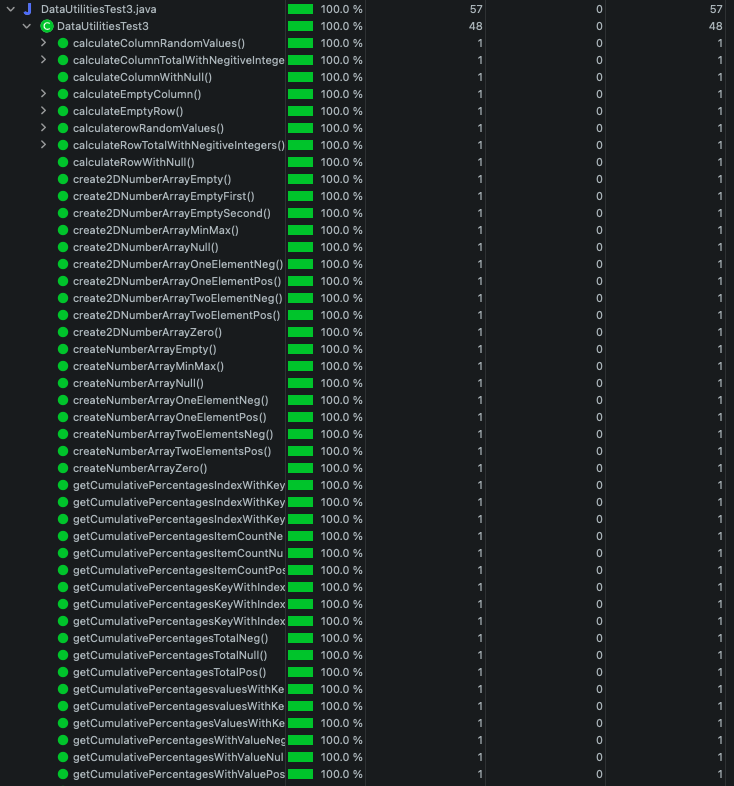 DataUtilitiesTest3.java 100.0 % 57 0 57
DataUtilitiesTest3 100.0 % 48 0 48
calculateColumnRandomValues() 100.0 % 1 0 1
calculateColumnTotalWithNegitiveIntege 100.0 % 1 0 1
calculateColumnWithNull() 100.0 % 1 0 1
calculateEmptyColumn() 100.0 % 1 0 1
calculateEmptyRow() 100.0 % 1 0 1
calculaterowRandomValues() 100.0 % 1 0 1
calculateRowTotalWithNegitiveIntegers() 100.0 % 1 0 1
calculateRowWithNull() 100.0 % 1 0 1
create2DNumberArrayEmpty() 100.0 % 1 0 1
create2DNumberArrayEmptyFirst() 100.0 % 1 0 1
create2DNumberArrayEmptySecond() 100.0 % 1 0 1
create2DNumberArrayMinMax() 100.0 % 1 0 1
create2DNumberArrayNull() 100.0 % 1 0 1
create2DNumberArrayOneElementNeg() 100.0 % 1 0 1
create2DNumberArrayOneElementPos() 100.0 % 1 0 1
create2DNumberArrayTwoElementNeg() 100.0 % 1 0 1
create2DNumberArrayTwoElementPos() 100.0 % 1 0 1
create2DNumberArrayZero() 100.0 % 1 0 1
createNumberArrayEmpty() 100.0 % 1 0 1
createNumberArrayMinMax() 100.0 % 1 0 1
createNumberArrayNull() 100.0 % 1 0 1
createNumberArrayOneElementNeg() 100.0 % 1 0 1
createNumberArrayOneElementPos() 100.0 % 1 0 1
createNumberArrayTwoElementsNeg() 100.0 % 1 0 1
createNumberArrayTwoElementsPos() 100.0 % 1 0 1
createNumberArrayZero() 100.0 % 1 0 1
getCumulativePercentagesIndexWithKey 100.0 % 1 0 1
getCumulativePercentagesIndexWithKey 100.0 % 1 0 1
getCumulativePercentagesIndexWithKey 100.0 % 1 0 1
getCumulativePercentagesItemCountNe 100.0 % 1 0 1
getCumulativePercentagesItemCountNu 100.0 % 1 0 1
getCumulativePercentagesItemCountPos 100.0 % 1 0 1
getCumulativePercentagesKeyWithIndex 100.0 % 1 0 1
getCumulativePercentagesKeyWithIndex 100.0 % 1 0 1
getCumulativePercentagesKeyWithIndex 100.0 % 1 0 1
getCumulativePercentagesTotalNeg() 100.0 % 1 0 1
getCumulativePercentagesTotalNull() 100.0 % 1 0 1
getCumulativePercentagesTotalPos() 100.0 % 1 0 1
getCumulativePercentagesvaluesWithKe 100.0 % 1 0 1
getCumulativePercentagesvaluesWithKe 100.0 % 1 0 1
getCumulativePercentagesValuesWithKe 100.0 % 1 0 1
getCumulativePercentagesWithValueNeg 100.0 % 1 0 1
getCumulativePercentagesWithValueNul 100.0 % 1 0 1
getCumulativePercentagesWithValuePos 100.0 % 1 0 1